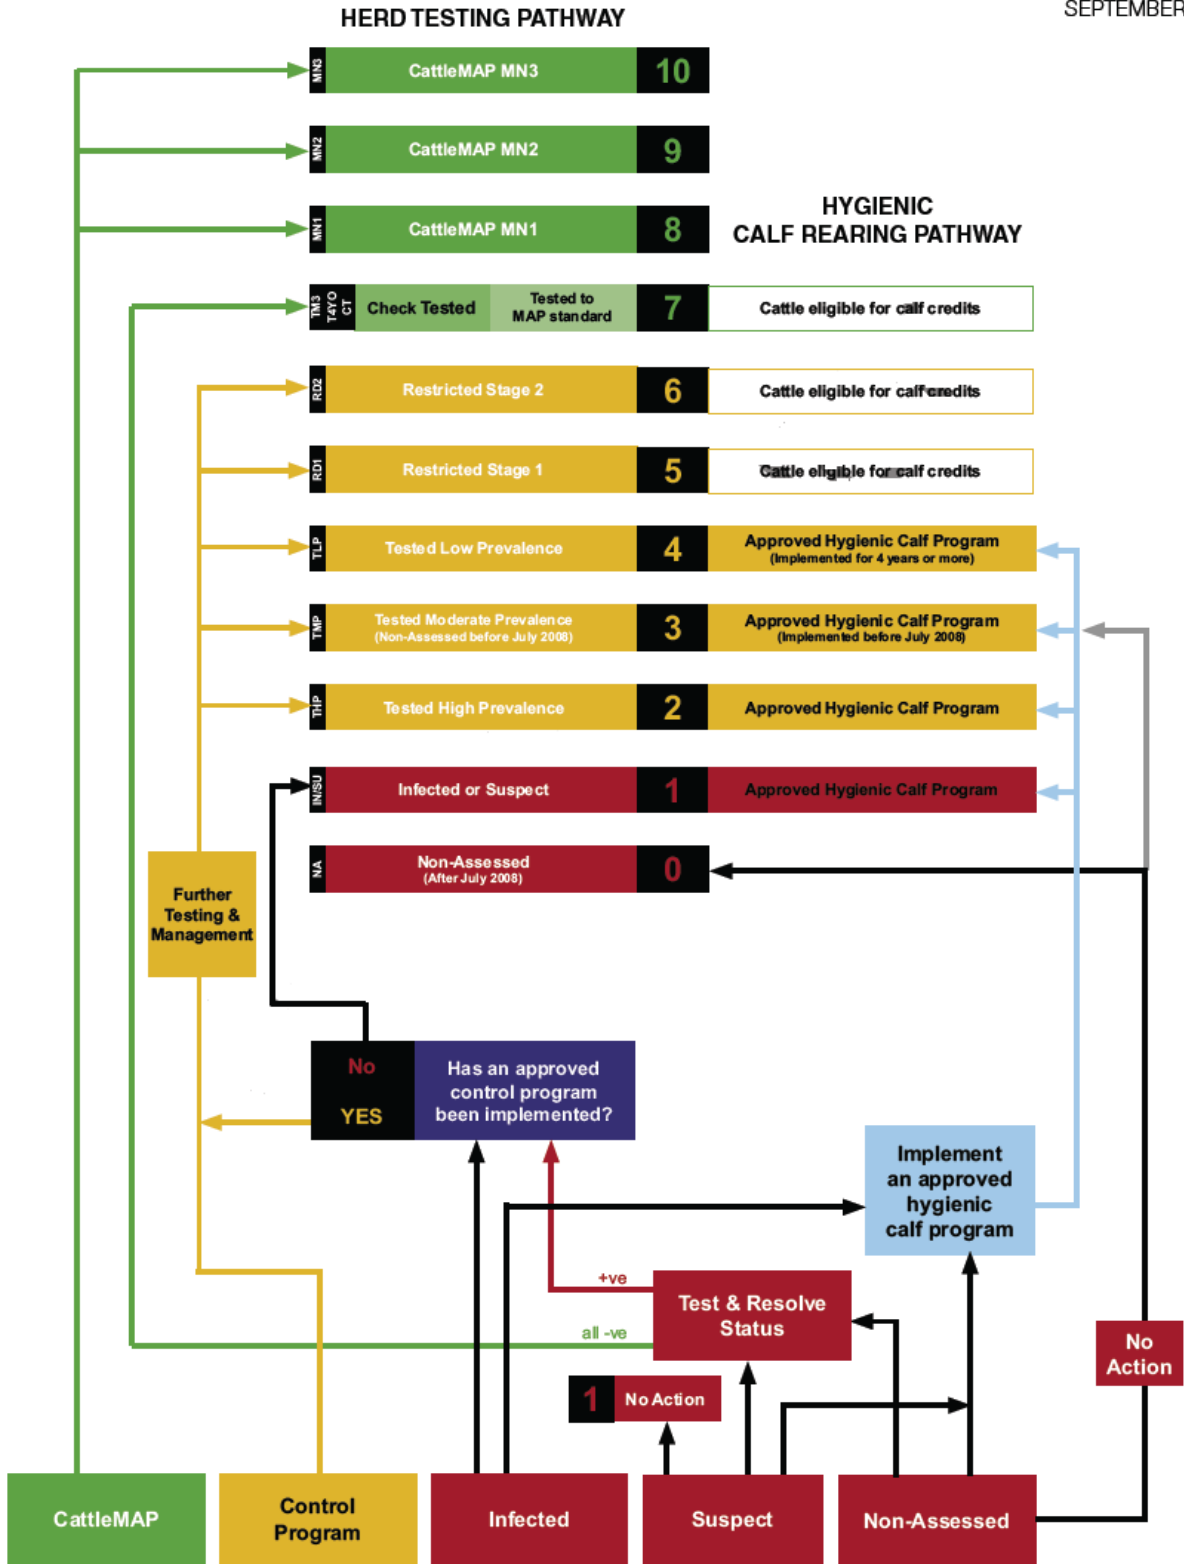 SEPTEMBER
HERD TESTING PATHWAY
MN3 CattleMAP MN3 10
MN2 CattleMAP MN2 9
MN1 CattleMAP MN1 8
HYGIENIC
CALF REARING PATHWAY
TM3
T4YO
CT
Check Tested
Tested to
MAP standard
7
Cattle eligible for calf credits
RD2 Restricted Stage 2 6 Cattle eligible for calf credits
RD1 Restricted Stage 1 5 Cattle eligible for calf credits
TLP Tested Low Prevalence 4
Approved Hygienic Calf Program
(Implemented for 4 years or more)
TMP
Tested Moderate Prevalence
(Non-Assessed before July 2008)
3
Approved Hygienic Calf Program
(Implemented before July 2008)
THP Tested High Prevalence 2 Approved Hygienic Calf Program
IN/SU Infected or Suspect 1 Approved Hygienic Calf Program
NA
Non-Assessed
(After July 2008)
0
Further
Testing &
Management
No
YES
Has an approved
control program
been implemented?
Implement
an approved
hygienic
calf program
+ve
all -ve
Test & Resolve
Status
No
Action
1 No Action
CattleMAP
Control
Program
Infected
Suspect
Non-Assessed